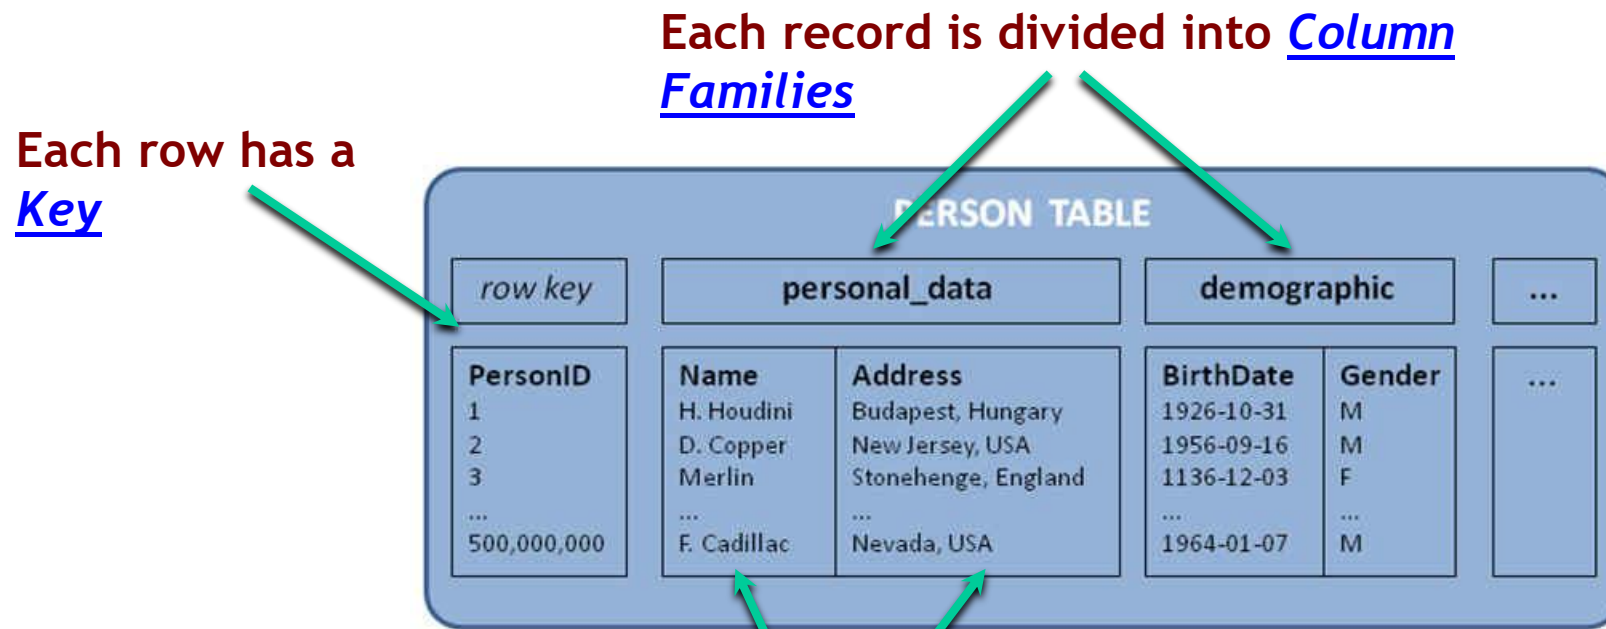 Each record is divided into Column
Families
Each row has a
Key
PERSON TABLE
row key personal_data demographic ...
PersonID Name Address BirthDate Gender ...
1 H. Houdini Budapest, Hungary 1926-10-31 M
2 D. Copper New Jersey, USA 1956-09-16 M
3 Merlin Stonehenge, England 1136-12-03 F
... ... ... ... ...
500,000,000 F. Cadillac Nevada, USA 1964-01-07 M